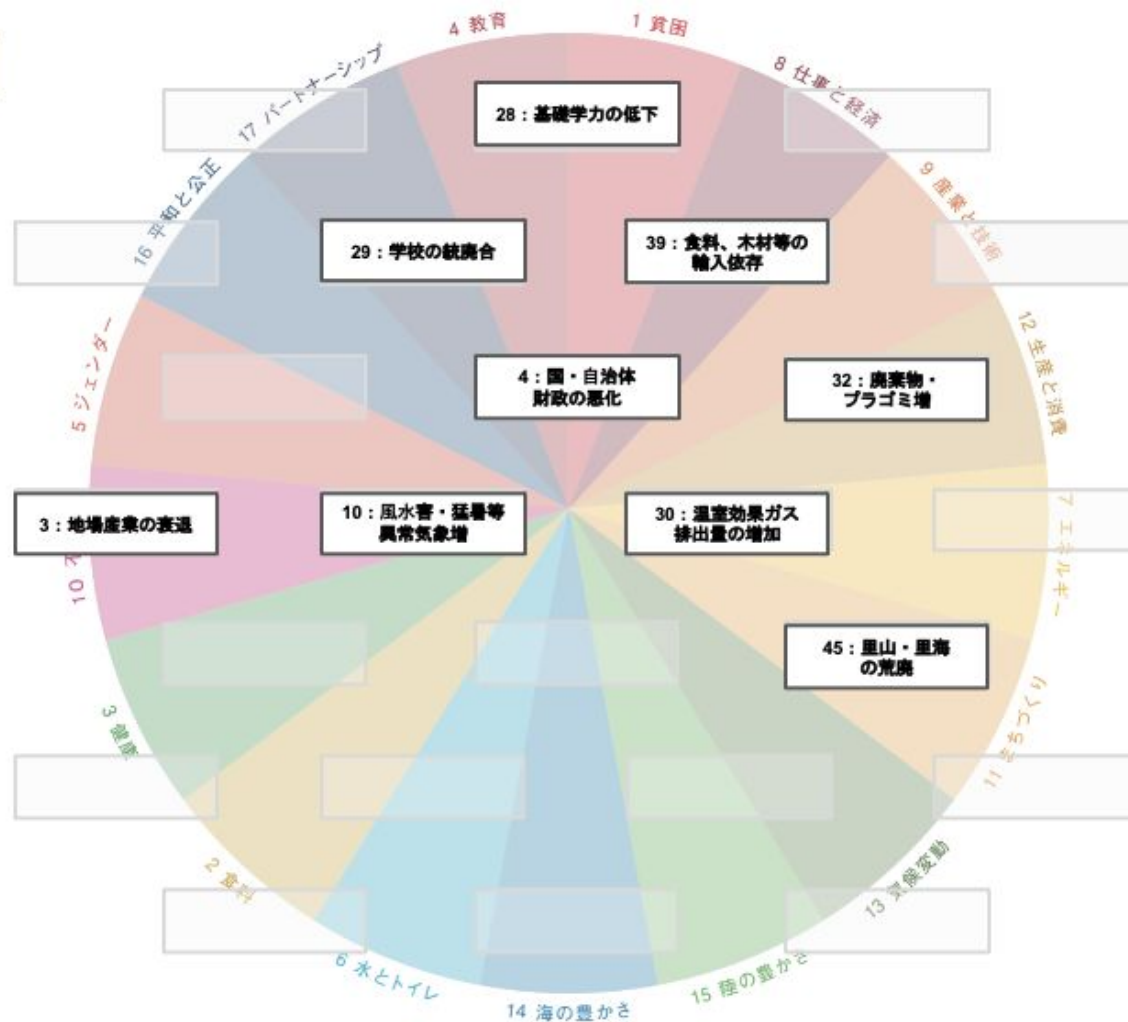 4 教育
1 貧困
17 パートナーシップ
8 仕事と経済
28：基礎学力の低下
16 平和と公正
9 産業と技術
29：学校の統廃合
39：食料、木材等の
輸入依存
5 ジェンダー
12 生産と消費
4：国・自治体
財政の悪化
32：廃棄物・
プラゴミ増
3：地場産業の衰退
10：風水害・猛暑等
異常気象増
30：温室効果ガス
排出量の増加
7 エネルギー
10
45：里山・里海
の荒廃
3 健康
11 まちづくり
2 食料
13 気候変動
6 水とトイレ
15 陸の豊かさ
14 海の豊かさ